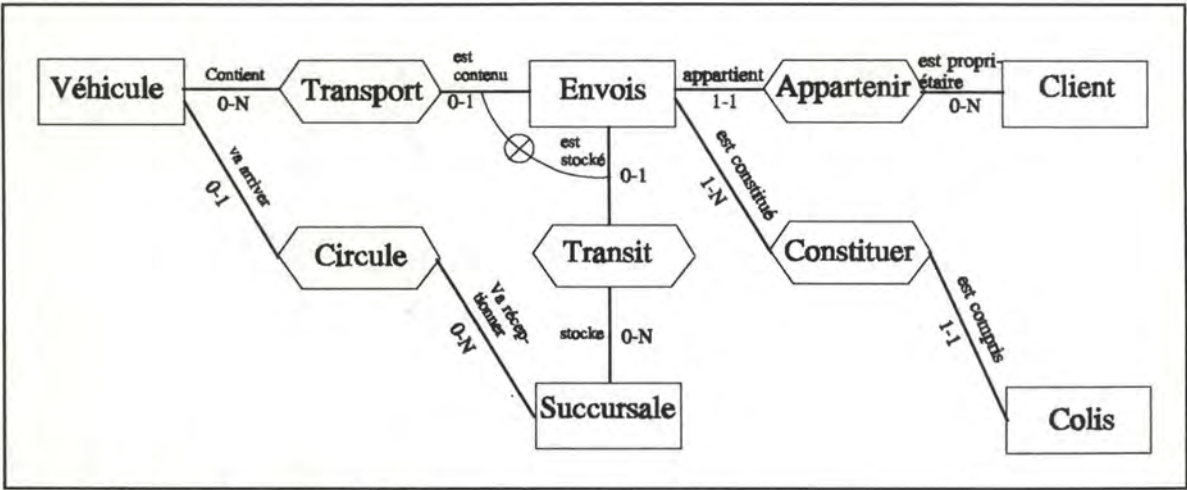 Véhicule
Contient
0-N
Transport
est
contenu
0-1
Envois
appartient
1-1
Appartenir
est propri-
étaire
0-N
Client
va arriver
0-1
est
stocké
0-1
est constitué
1-N
Circule
Transit
Constituer
Va récep-
tionner
0-N
stocke
0-N
est compris
1-1
Succursale
Colis